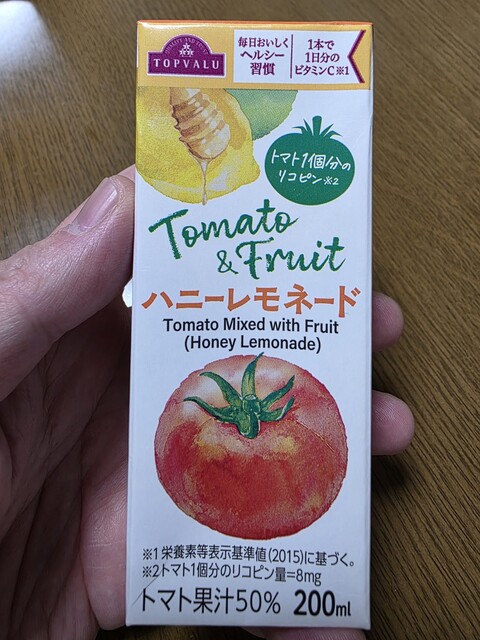 QUALITY AND TRUST
TOPVALU
毎日おいしく
ヘルシー
習慣
1本で
1日分の
ビタミンC※1
トマト1個分の
リコピン※2
Tomato
& Fruit
ハニーレモネード
Tomato Mixed with Fruit
(Honey Lemonade)
※1 栄養素等表示基準値(2015)に基づく。
※2トマト1個分のリコピン量=8mg
トマト果汁50% 200ml